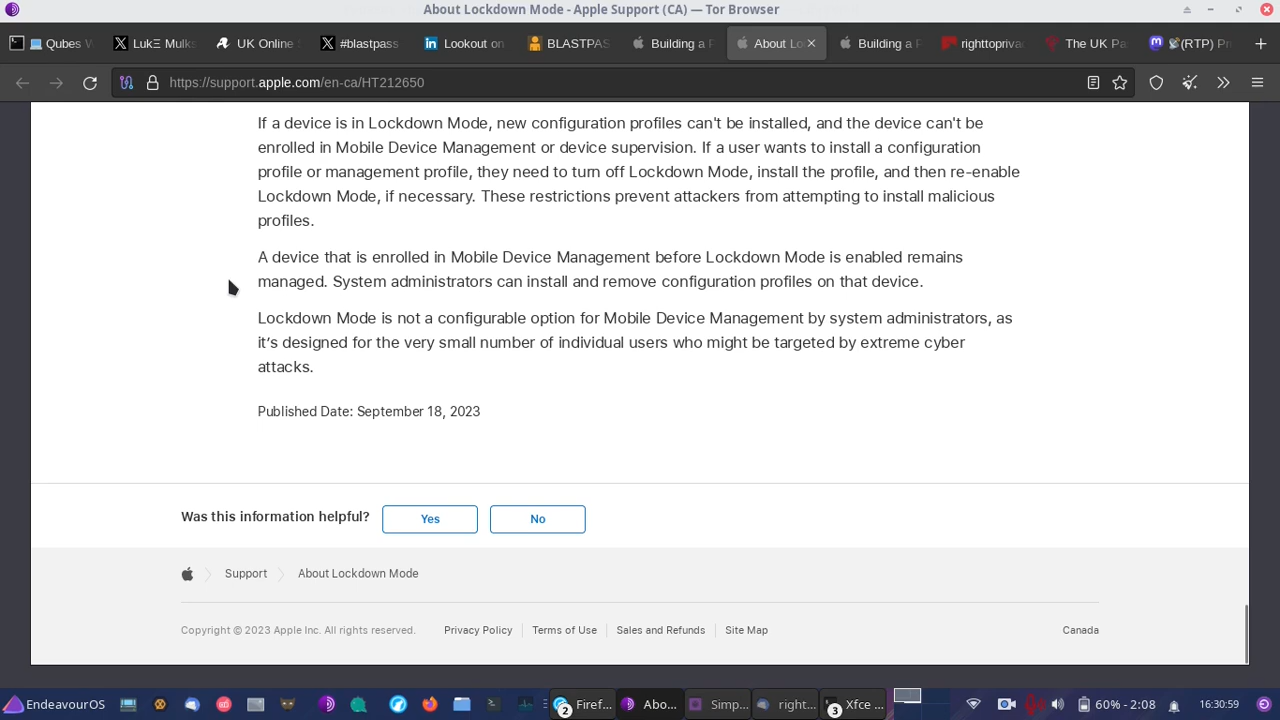 About Lockdown Mode - Apple Support (CA) — Tor Browser
Qubes W
LukΞ Mulks
UK Online S
#blastpass
Lookout on
BLASTPAS
Building a P
About Lo
Building a P
righttopriva
The UK Pa
(RTP) Pr
https://support.apple.com/en-ca/HT212650
If a device is in Lockdown Mode, new configuration profiles can't be installed, and the device can't be
enrolled in Mobile Device Management or device supervision. If a user wants to install a configuration
profile or management profile, they need to turn off Lockdown Mode, install the profile, and then re-enable
Lockdown Mode, if necessary. These restrictions prevent attackers from attempting to install malicious
profiles.
A device that is enrolled in Mobile Device Management before Lockdown Mode is enabled remains
managed. System administrators can install and remove configuration profiles on that device.
Lockdown Mode is not a configurable option for Mobile Device Management by system administrators, as
it’s designed for the very small number of individual users who might be targeted by extreme cyber
attacks.
Published Date: September 18, 2023
Was this information helpful?
Yes
No
Support
About Lockdown Mode
Copyright © 2023 Apple Inc. All rights reserved.
Privacy Policy
Terms of Use
Sales and Refunds
Site Map
Canada
EndeavourOS
2
Firef...
Abo...
Simp...
right...
3
Xfce ...
60% - 2:08
16:30:59